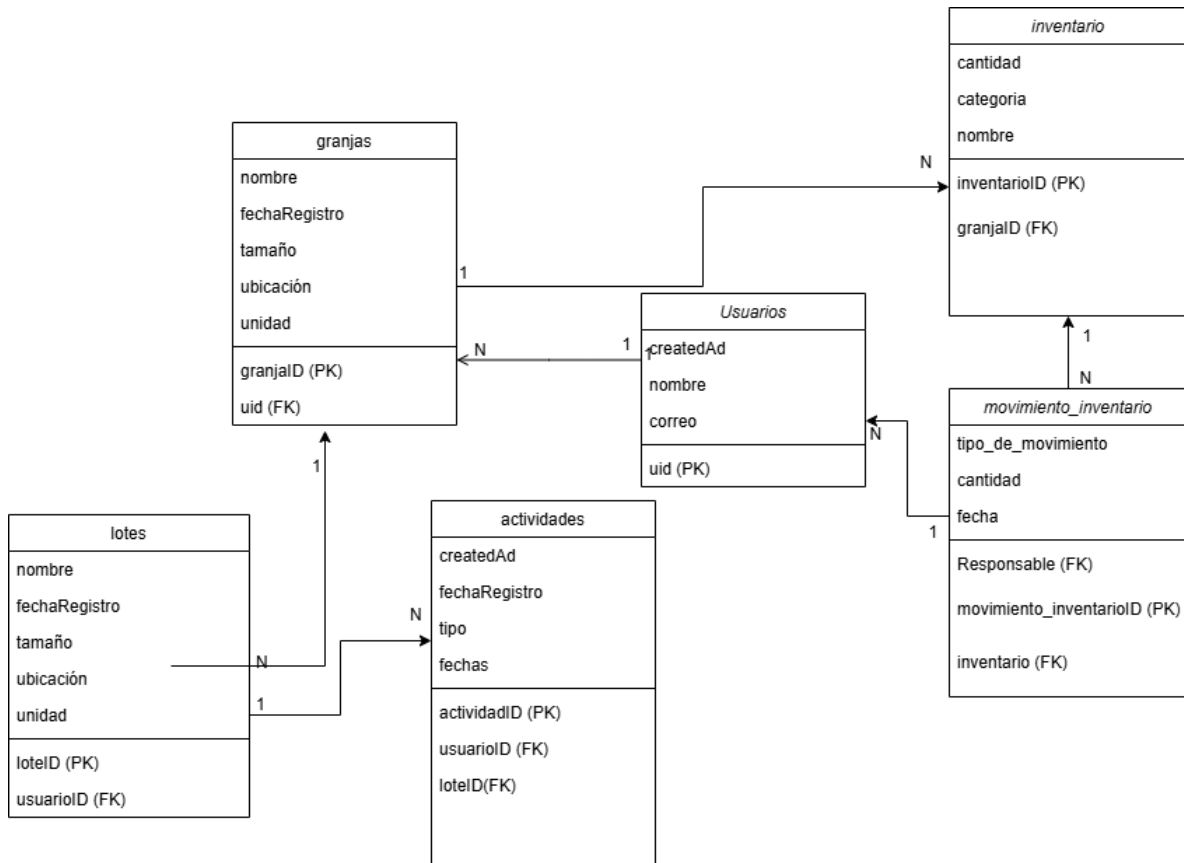 inventario
cantidad
categoria
nombre
inventarioID (PK)
granjaID (FK)
granjas
nombre
fechaRegistro
tamaño
ubicación
unidad
granjaID (PK)
uid (FK)
N
1
Usuarios
createdAd
nombre
correo
uid (PK)
N
1
1
1
N
movimiento_inventario
tipo_de_movimiento
cantidad
fecha
Responsable (FK)
movimiento_inventarioID (PK)
inventario (FK)
N
1
lotes
nombre
fechaRegistro
tamaño
ubicación
unidad
loteID (PK)
usuarioID (FK)
1
N
1
N
actividades
createdAd
fechaRegistro
tipo
fechas
actividadID (PK)
usuarioID (FK)
loteID(FK)